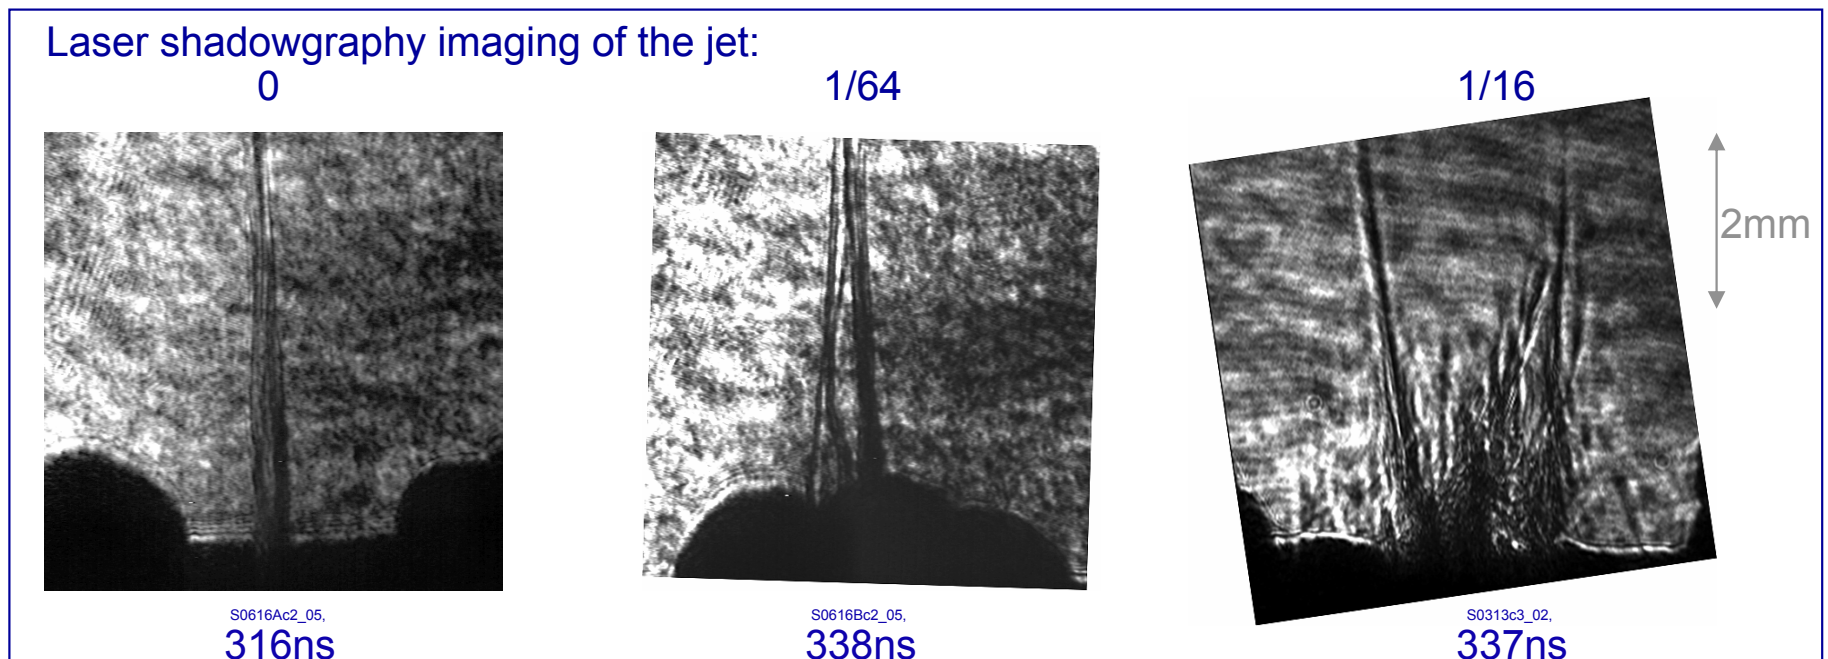 Laser shadowgraphy imaging of the jet:
0
1/64
1/16
2mm
S0616Ac2_05,
316ns
S0616Bc2_05,
338ns
S0313c3_02,
337ns